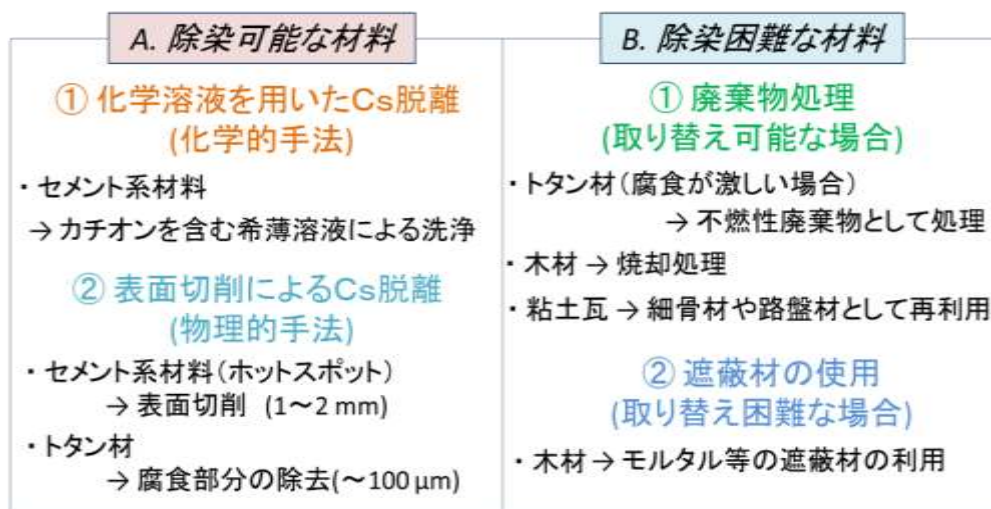 A. 除染可能な材料
① 化学溶液を用いたCs脱離
(化学的手法)
・セメント系材料
→ カチオンを含む希薄溶液による洗浄
② 表面切削によるCs脱離
(物理的手法)
・セメント系材料(ホットスポット)
→ 表面切削 (1～2 mm)
・トタン材
→ 腐食部分の除去(～100 μm)
B. 除染困難な材料
① 廃棄物処理
(取り替え可能な場合)
・トタン材(腐食が激しい場合)
→ 不燃性廃棄物として処理
・木材 → 焼却処理
・粘土瓦 → 細骨材や路盤材として再利用
② 遮蔽材の使用
(取り替え困難な場合)
・木材 → モルタル等の遮蔽材の利用